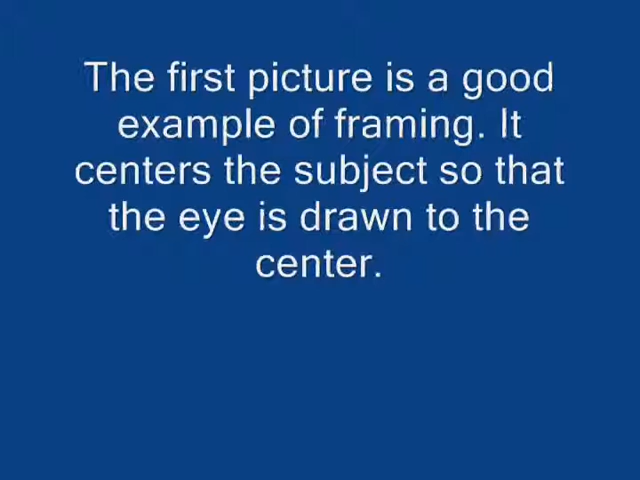 The first picture is a good
example of framing. It
centers the subject so that
the eye is drawn to the
center.